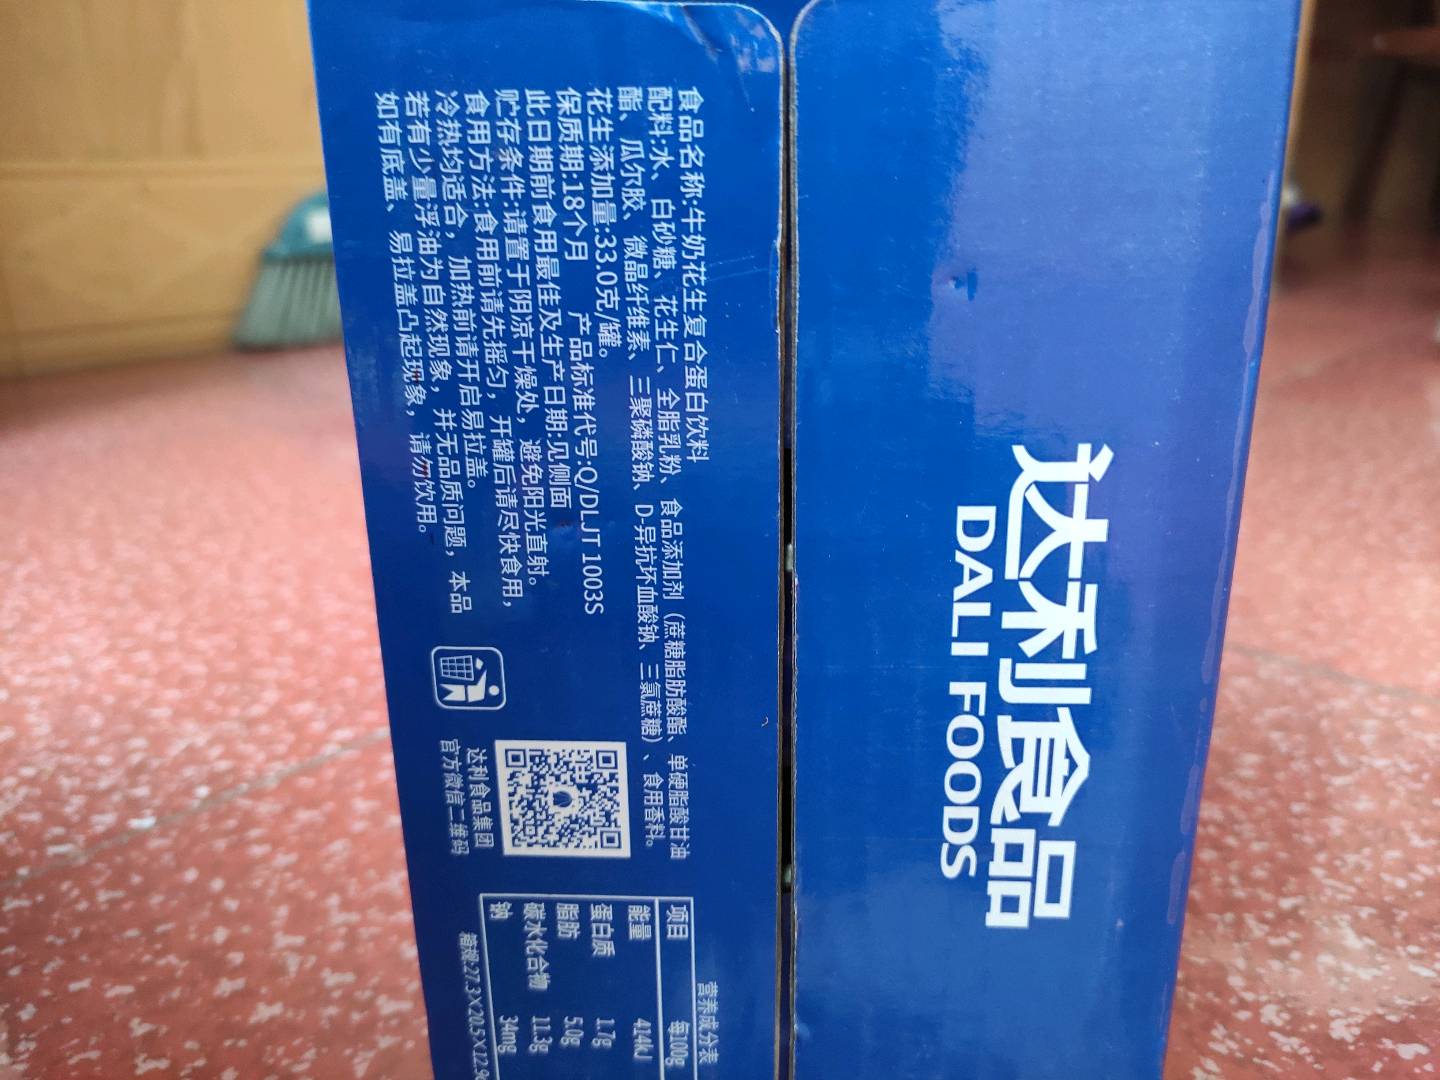 达利食品
DALI FOODS
食品名称:牛奶花生复合蛋白饮料
配料:水、白砂糖、花生仁、全脂乳粉、食品添加剂（蔗糖脂肪酸酯、单硬脂酸甘油
酯、瓜尔胶、微晶纤维素、三聚磷酸钠、D-异抗坏血酸钠、三氯蔗糖）、食用香料。
花生添加量:33.0克/罐。
保质期:18个月 产品标准代号:Q/DLJT 1003S
此日期前食用最佳及生产日期:见侧面
贮存条件:请置于阴凉干燥处，避免阳光直射。
食用方法:食用前请先摇匀，开罐后请尽快食用，
冷热均适合，加热前请开启易拉盖。
若有少量浮油为自然现象，并无品质问题，本品
如有底盖、易拉盖凸起现象，请勿饮用。
达利食品集团
官方微信二维码
营养成分表
项目 每100g
能量 414kJ
蛋白质 1.7g
脂肪 5.0g
碳水化合物 11.3g
钠 34mg
箱规:27.3X20.5X12.9